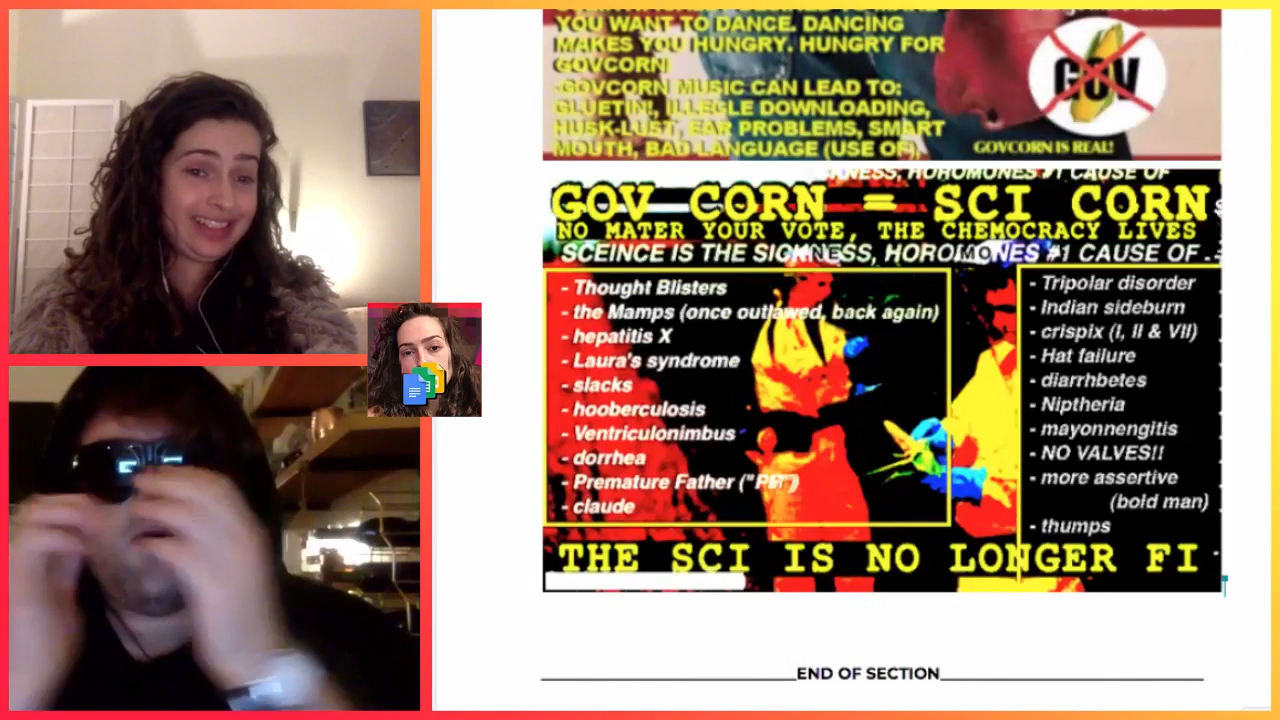 YOU WANT TO DANCE. DANCING
MAKES YOU HUNGRY. HUNGRY FOR
GOVCORN
-GOVCORN MUSIC CAN LEAD TO:
GLUETIN!, ILLEGLE DOWNLOADING,
HUSK-LUST, EAR PROBLEMS, SMART
MOUTH, BAD LANGUAGE (USE OF),
GOV
GOVCORN IS REAL!
NESS, HOROMONES #1 CAUSE OF
GOV CORN = SCI CORN
NO MATER YOUR VOTE, THE CHEMOCRACY LIVES
SCEINCE IS THE SICKNESS, HOROMONES #1 CAUSE OF ...
- Thought Blisters
- the Mamps (once outlawed, back again)
- hepatitis X
- Laura's syndrome
- slacks
- hooberculosis
- Ventriculonimbus
- dorrhea
- Premature Father ("PF")
- claude
- Tripolar disorder
- Indian sideburn
- crispix (I, II & VII)
- Hat failure
- diarrhbetes
- Niptheria
- mayonnengitis
- NO VALVES!!
- more assertive
(bold man)
- thumps
THE SCI IS NO LONGER FI
END OF SECTION